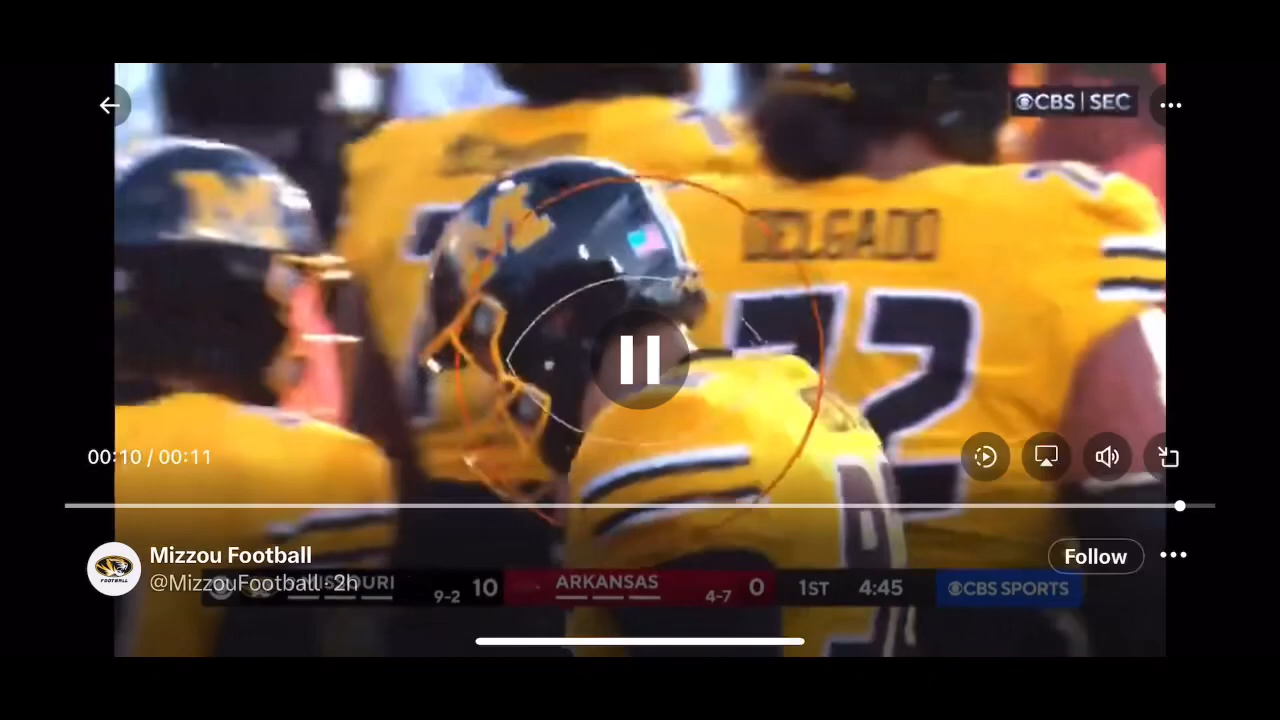 CBS | SEC
M
M
DELGADO
72
00:10 / 00:11
Mizzou Football
FOOTBALL
@MizzouFootball · 2h
Follow
9-2 10 ARKANSAS 4-7 0 1ST 4:45 CBS SPORTS